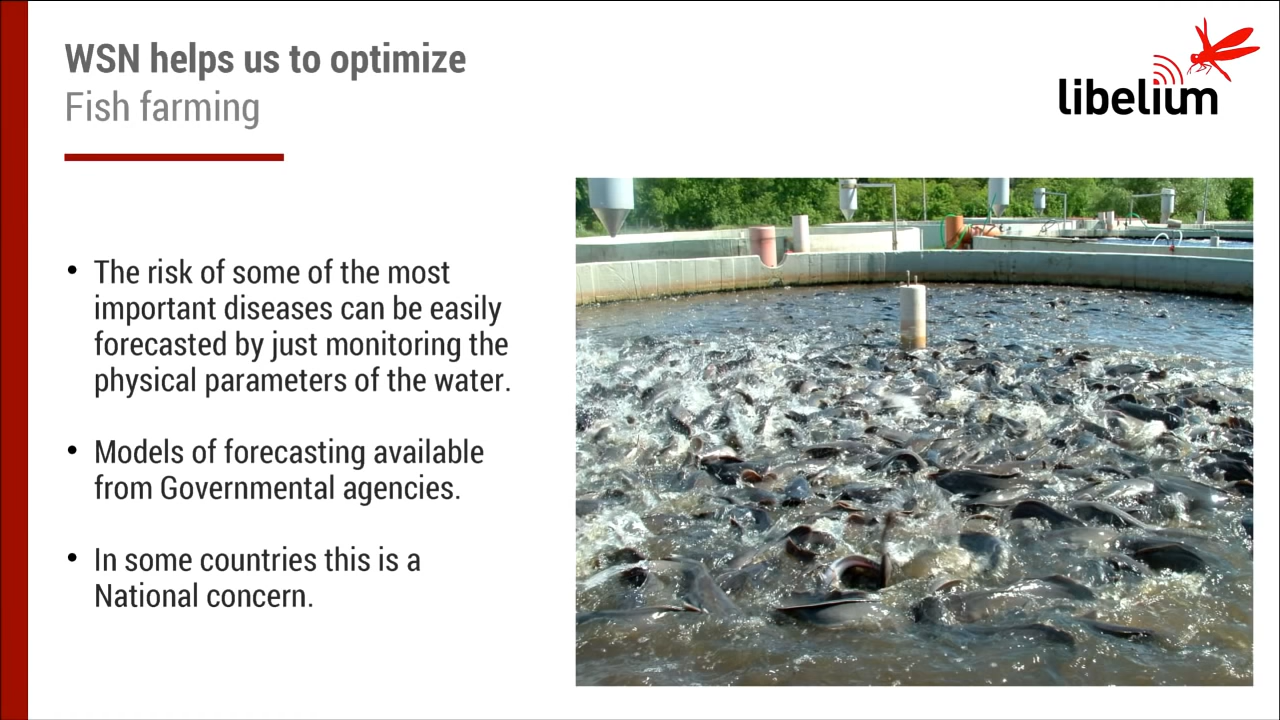 WSN helps us to optimize
Fish farming
libelium
• The risk of some of the most
important diseases can be easily
forecasted by just monitoring the
physical parameters of the water.
• Models of forecasting available
from Governmental agencies.
• In some countries this is a
National concern.